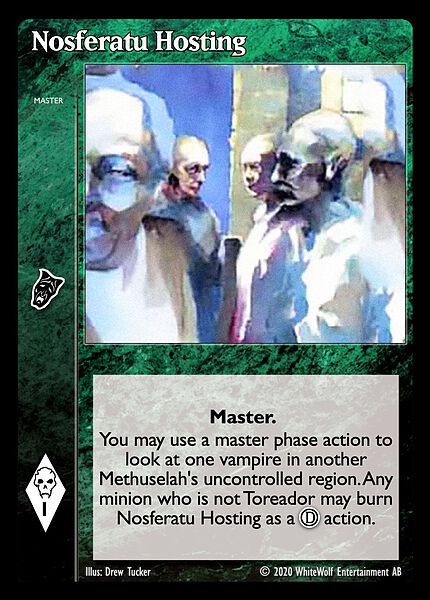 Nosferatu Hosting
MASTER
I
Master.
You may use a master phase action to
look at one vampire in another
Methuselah's uncontrolled region. Any
minion who is not Toreador may burn
Nosferatu Hosting as a Ⓓ action.
Illus: Drew Tucker © 2020 WhiteWolf Entertainment AB